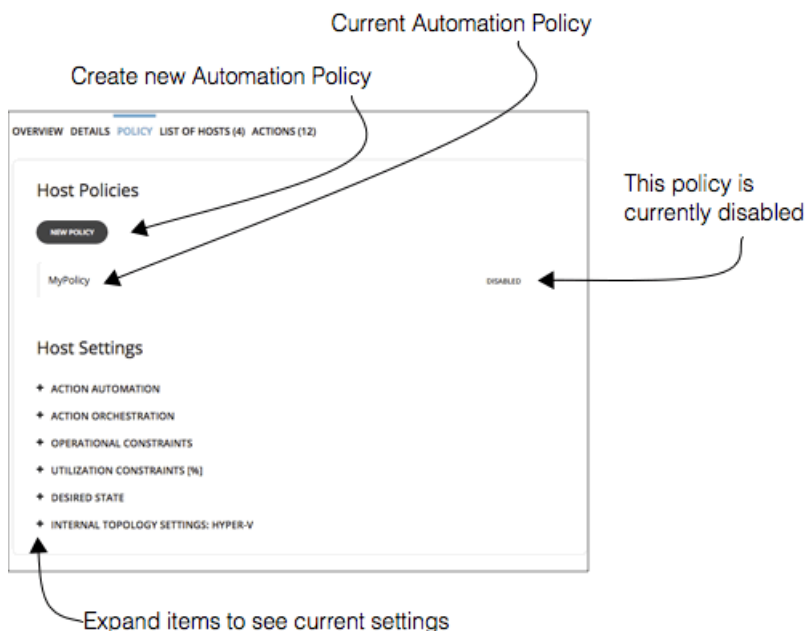 Current Automation Policy
Create new Automation Policy
OVERVIEW DETAILS POLICY LIST OF HOSTS (4) ACTIONS (12)
Host Policies
NEW POLICY
This policy is
currently disabled
MyPolicy
DISABLED
Host Settings
+ ACTION AUTOMATION
+ ACTION ORCHESTRATION
+ OPERATIONAL CONSTRAINTS
+ UTILIZATION CONSTRAINTS [%]
+ DESIRED STATE
+ INTERNAL TOPOLOGY SETTINGS: HYPER-V
Expand items to see current settings